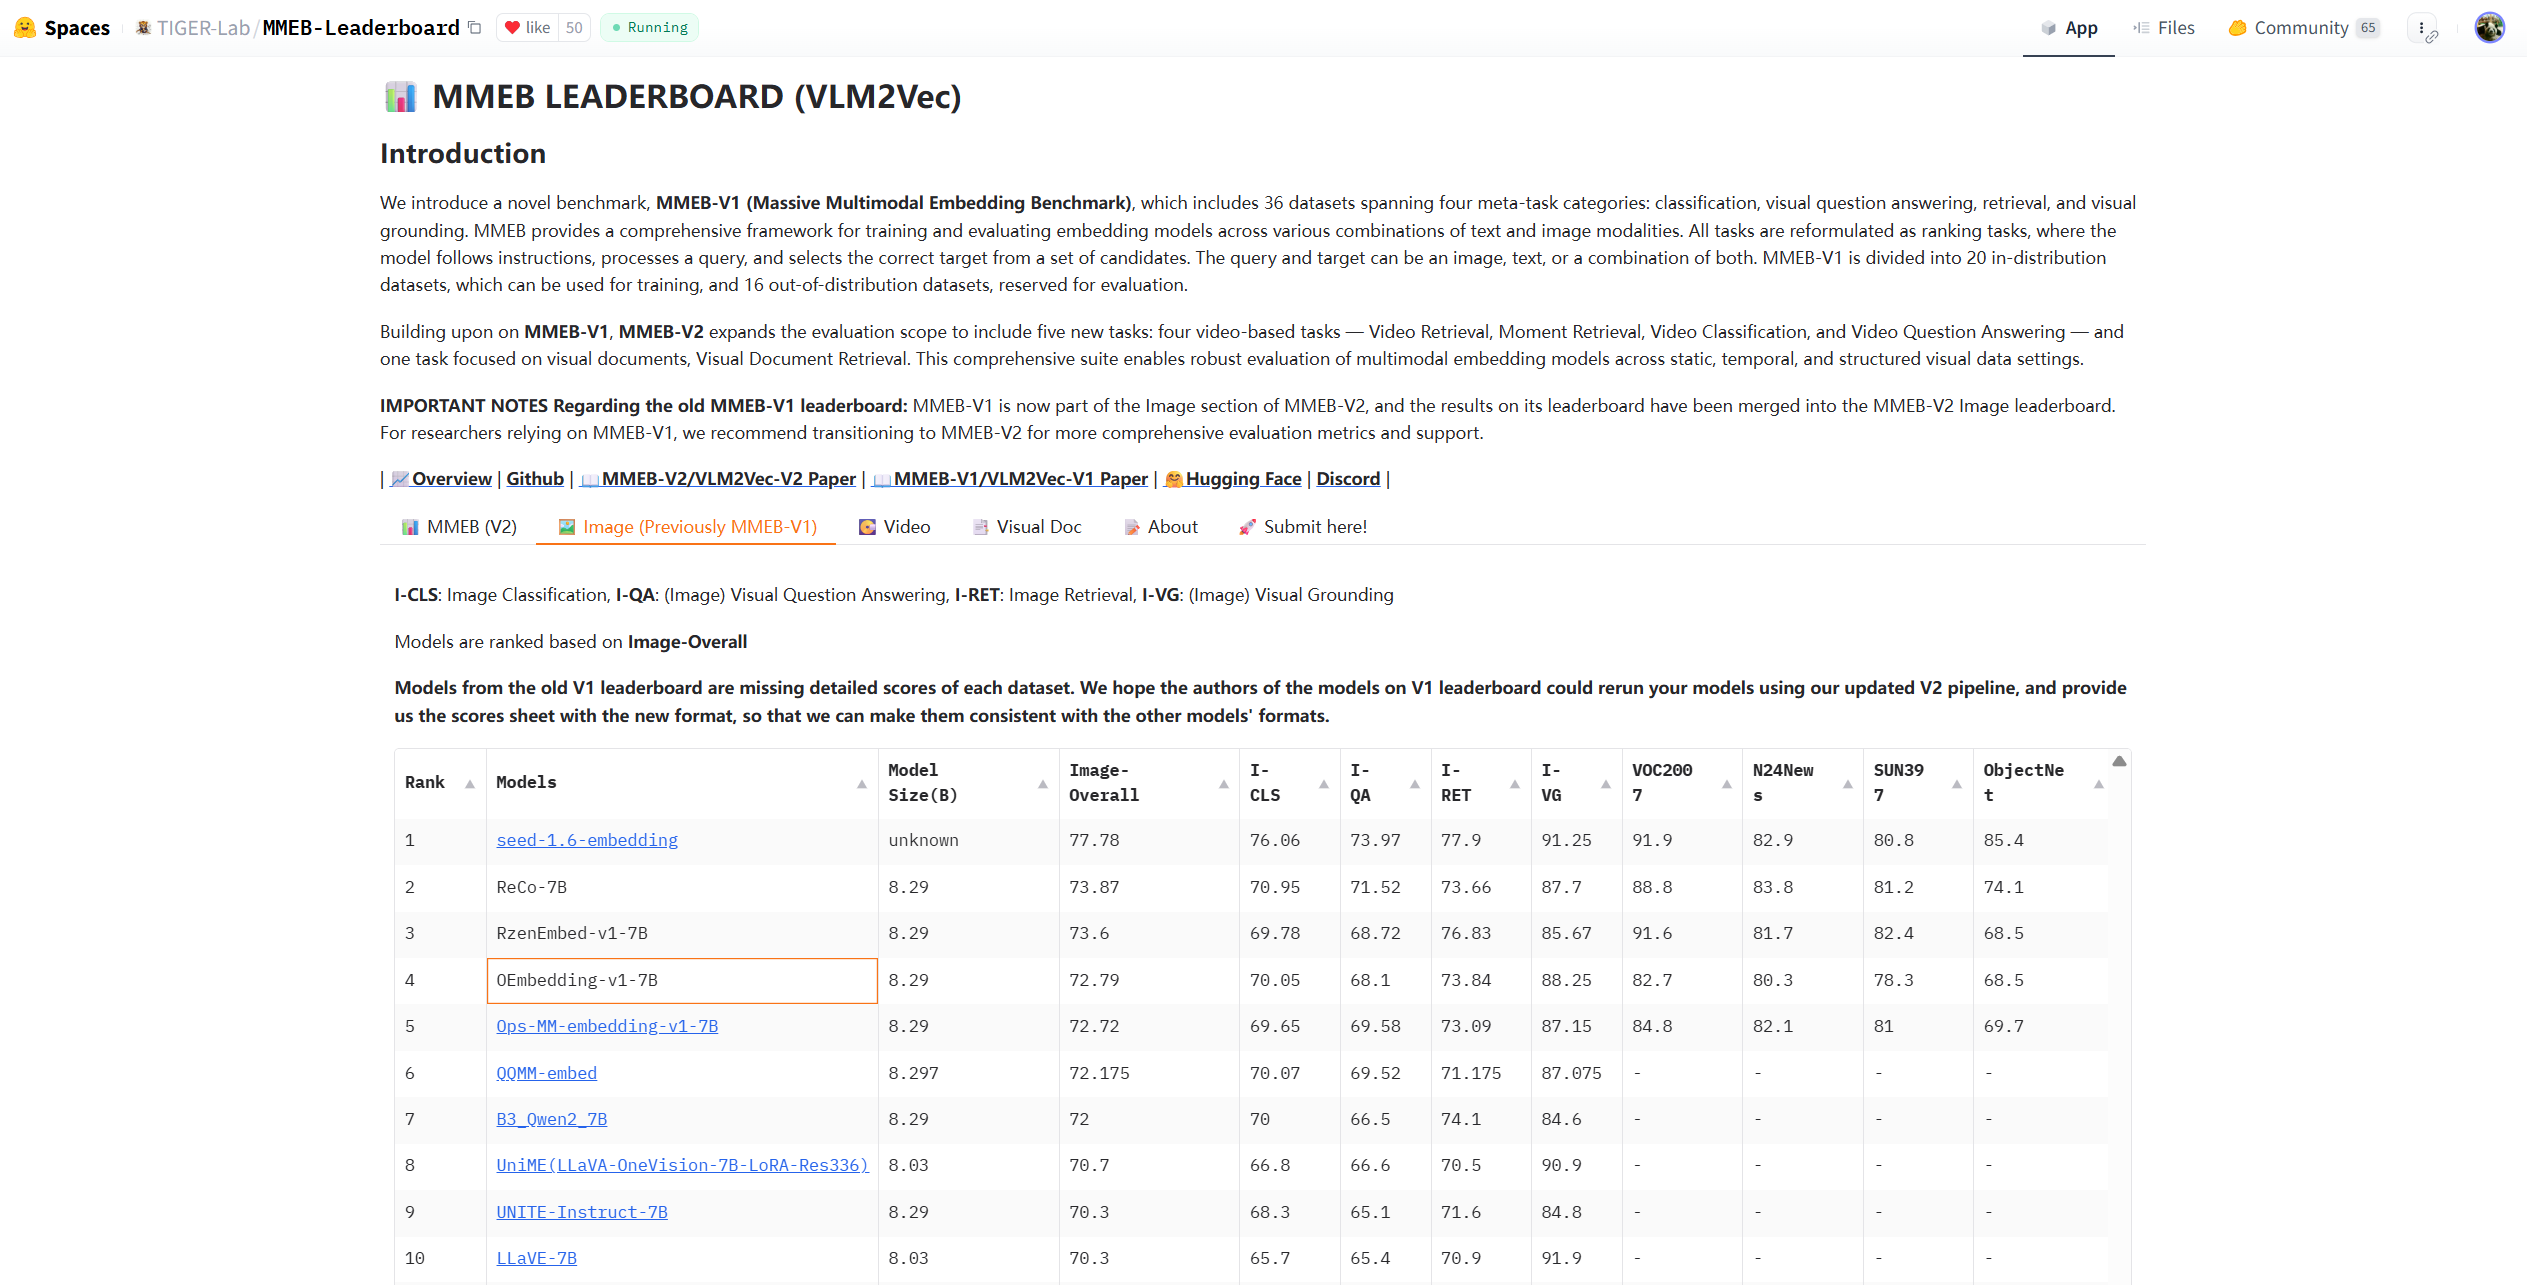 Spaces TIGER-Lab/MMEB-Leaderboard like 50 Running App Files Community 65
MMEB LEADERBOARD (VLM2Vec)
Introduction
We introduce a novel benchmark, MMEB-V1 (Massive Multimodal Embedding Benchmark), which includes 36 datasets spanning four meta-task categories: classification, visual question answering, retrieval, and visual
grounding. MMEB provides a comprehensive framework for training and evaluating embedding models across various combinations of text and image modalities. All tasks are reformulated as ranking tasks, where the
model follows instructions, processes a query, and selects the correct target from a set of candidates. The query and target can be an image, text, or a combination of both. MMEB-V1 is divided into 20 in-distribution
datasets, which can be used for training, and 16 out-of-distribution datasets, reserved for evaluation.
Building upon on MMEB-V1, MMEB-V2 expands the evaluation scope to include five new tasks: four video-based tasks — Video Retrieval, Moment Retrieval, Video Classification, and Video Question Answering — and
one task focused on visual documents, Visual Document Retrieval. This comprehensive suite enables robust evaluation of multimodal embedding models across static, temporal, and structured visual data settings.
IMPORTANT NOTES Regarding the old MMEB-V1 leaderboard: MMEB-V1 is now part of the Image section of MMEB-V2, and the results on its leaderboard have been merged into the MMEB-V2 Image leaderboard.
For researchers relying on MMEB-V1, we recommend transitioning to MMEB-V2 for more comprehensive evaluation metrics and support.
| Overview | Github | MMEB-V2/VLM2Vec-V2 Paper | MMEB-V1/VLM2Vec-V1 Paper | Hugging Face | Discord |
MMEB (V2) Image (Previously MMEB-V1) Video Visual Doc About Submit here!
I-CLS: Image Classification, I-QA: (Image) Visual Question Answering, I-RET: Image Retrieval, I-VG: (Image) Visual Grounding
Models are ranked based on Image-Overall
Models from the old V1 leaderboard are missing detailed scores of each dataset. We hope the authors of the models on V1 leaderboard could rerun your models using our updated V2 pipeline, and provide
us the scores sheet with the new format, so that we can make them consistent with the other models' formats.
Rank Models Model Size(B) Image-Overall I-CLS I-QA I-RET I-VG VOC2007 N24News SUN397 ObjectNet
1 seed-1.6-embedding unknown 77.78 76.06 73.97 77.9 91.25 91.9 82.9 80.8 85.4
2 ReCo-7B 8.29 73.87 70.95 71.52 73.66 87.7 88.8 83.8 81.2 74.1
3 RzenEmbed-v1-7B 8.29 73.6 69.78 68.72 76.83 85.67 91.6 81.7 82.4 68.5
4 OEmbedding-v1-7B 8.29 72.79 70.05 68.1 73.84 88.25 82.7 80.3 78.3 68.5
5 Ops-MM-embedding-v1-7B 8.29 72.72 69.65 69.58 73.09 87.15 84.8 82.1 81 69.7
6 QQMM-embed 8.297 72.175 70.07 69.52 71.175 87.075 - - - -
7 B3_Qwen2_7B 8.29 72 70 66.5 74.1 84.6 - - - -
8 UniME(LLaVA-OneVision-7B-LoRA-Res336) 8.03 70.7 66.8 66.6 70.5 90.9 - - - -
9 UNITE-Instruct-7B 8.29 70.3 68.3 65.1 71.6 84.8 - - - -
10 LLaVE-7B 8.03 70.3 65.7 65.4 70.9 91.9 - - - -